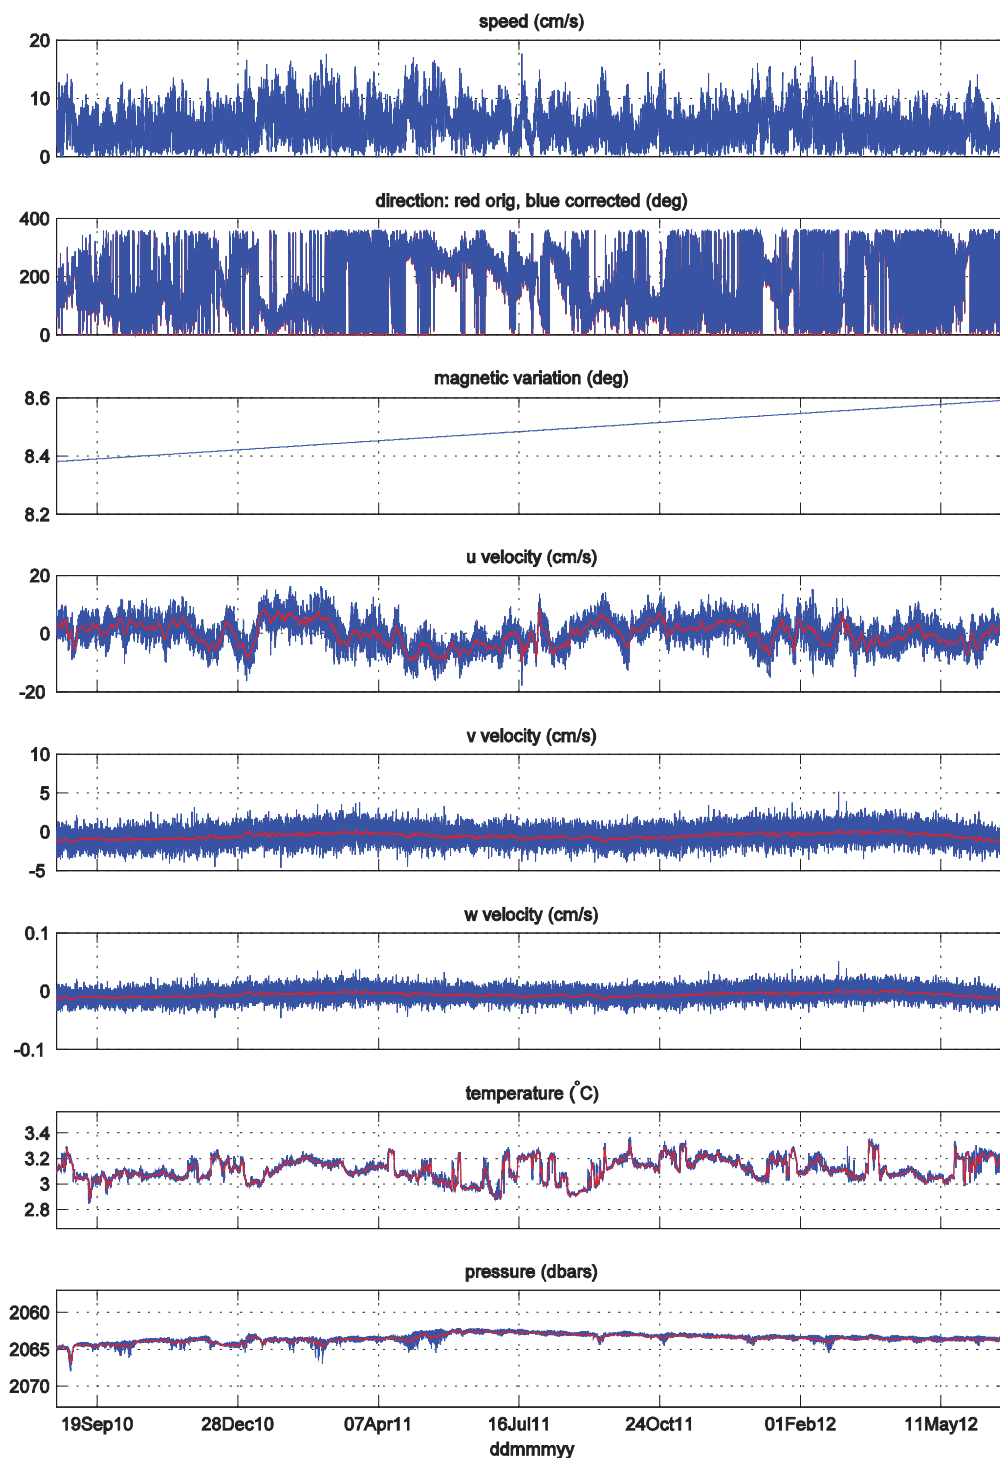 speed (cm/s)
20
10
0
direction: red orig, blue corrected (deg)
400
200
0
magnetic variation (deg)
8.6
8.4
8.2
u velocity (cm/s)
20
0
-20
v velocity (cm/s)
10
5
0
-5
w velocity (cm/s)
0.1
0
-0.1
temperature (°C)
3.4
3.2
3
2.8
pressure (dbars)
2060
2065
2070
19Sep10 28Dec10 07Apr11 16Jul11 24Oct11 01Feb12 11May12
ddmmmyy